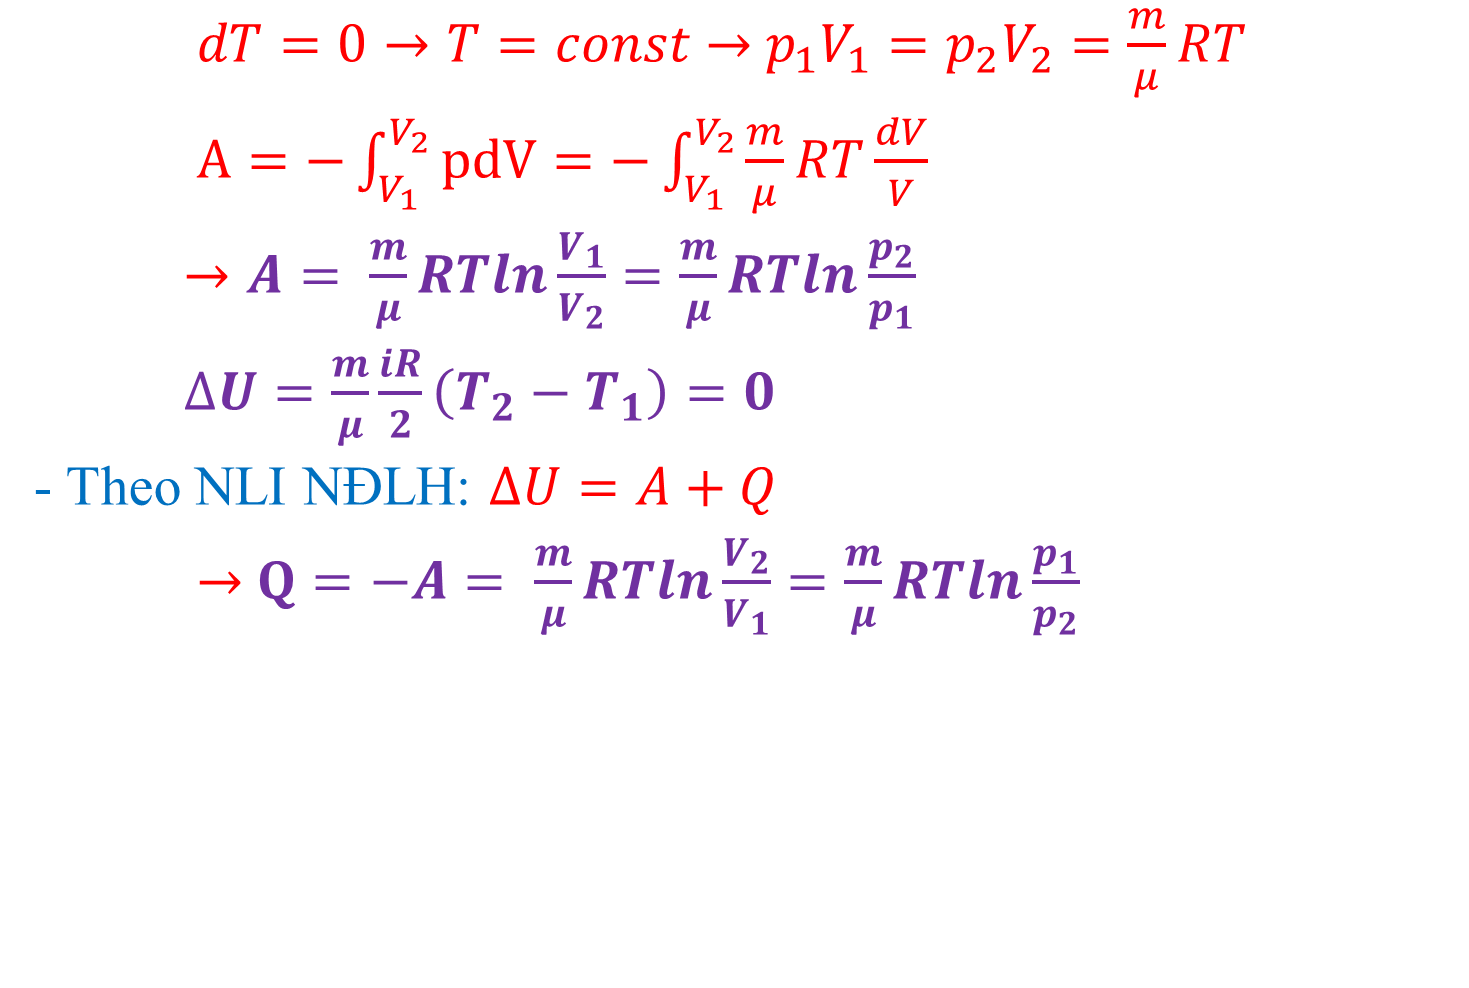 dT = 0 → T = const → p₁V₁ = p₂V₂ = m/μ RT
A = − ∫_{V₁}^{V₂} pdV = − ∫_{V₁}^{V₂} m/μ RT dV/V
→ A = m/μ RTln V₁/V₂ = m/μ RTln p₂/p₁
ΔU = m/μ iR/2 (T₂ − T₁) = 0
- Theo NLI NĐLH: ΔU = A + Q
→ Q = −A = m/μ RTln V₂/V₁ = m/μ RTln p₁/p₂